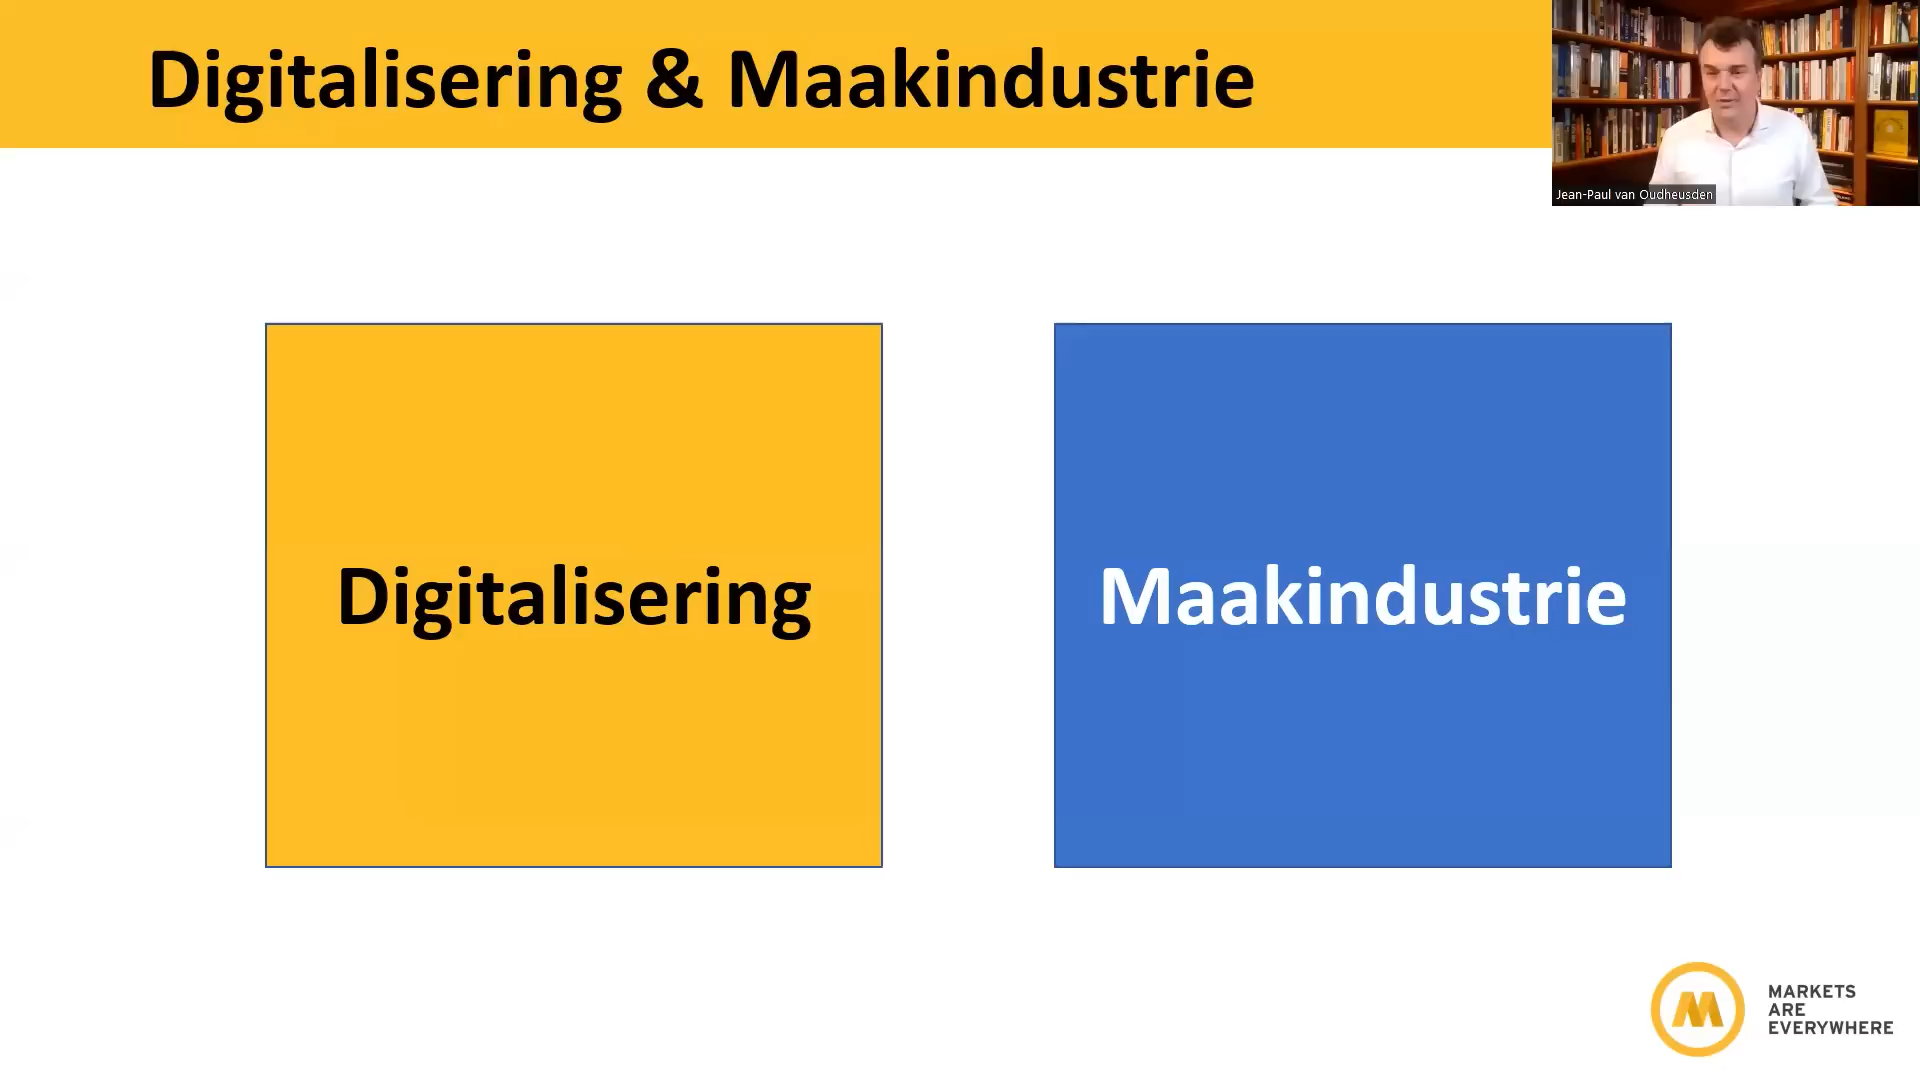 Digitalisering & Maakindustrie
Jean-Paul van Oudheusden
Digitalisering
Maakindustrie
MARKETS
ARE
EVERYWHERE